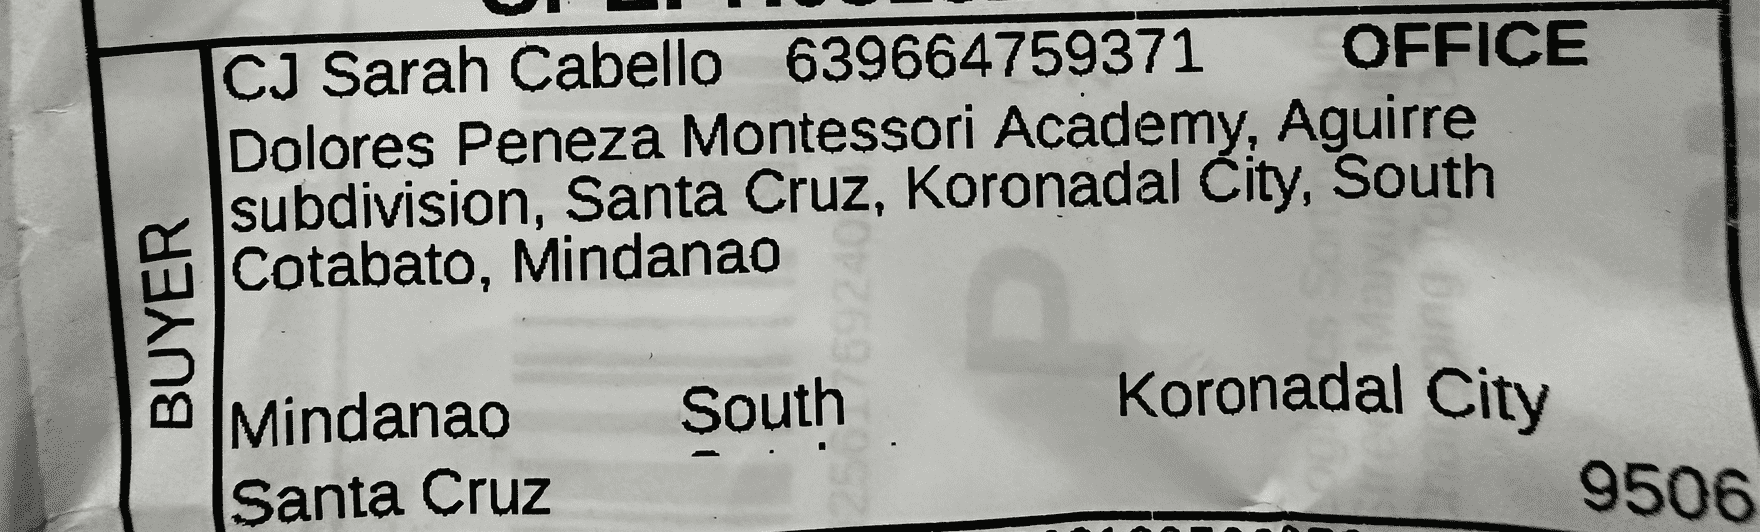 CJ Sarah Cabello 639664759371 OFFICE
Dolores Peneza Montessori Academy, Aguirre
subdivision, Santa Cruz, Koronadal City, South
Cotabato, Mindanao
BUYER
Mindanao South Koronadal City
Santa Cruz 9506